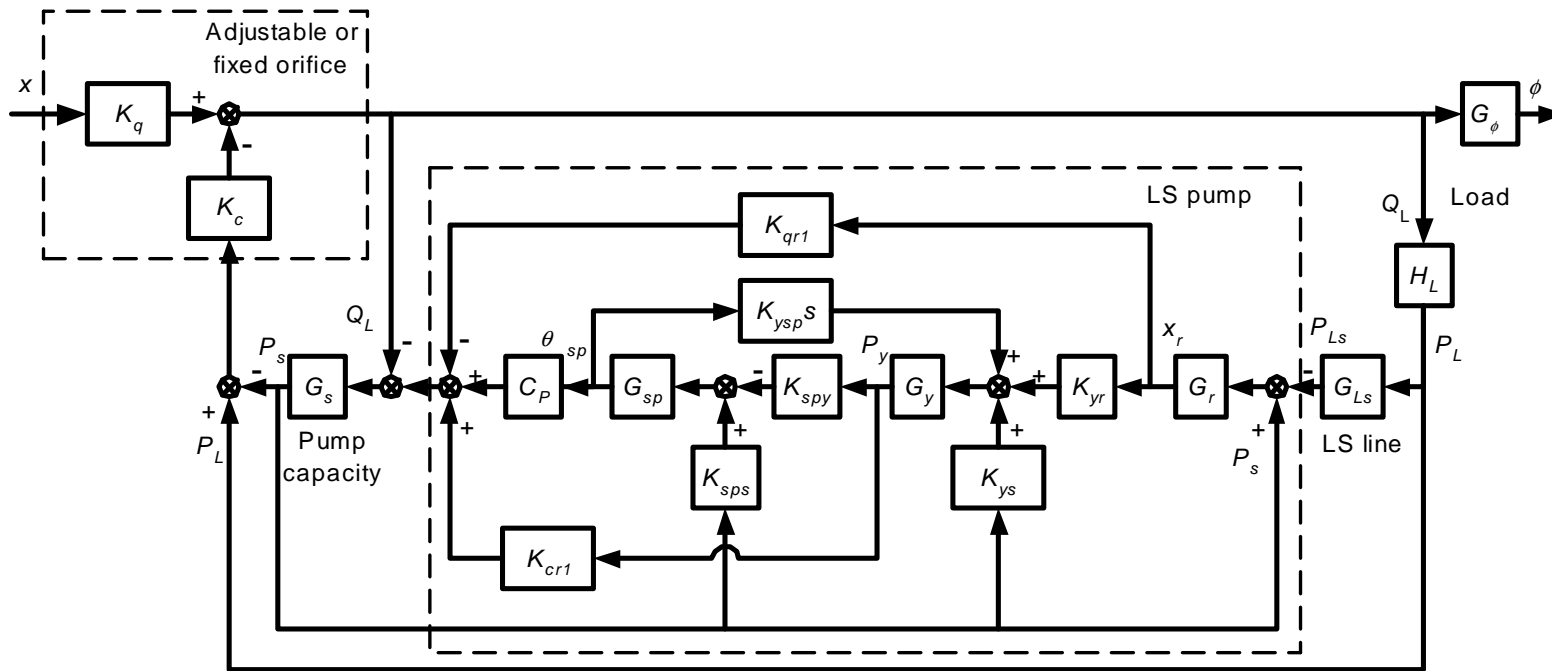 Adjustable or
fixed orifice
x
K_q
+
-
K_c
G_ϕ
ϕ
LS pump
Load
Q_L
K_qr1
H_L
K_ysp s
Q_L
P_s
G_s
-
+
P_L
Pump
capacity
-
-
+
+
C_P
θ_sp
G_sp
-
+
K_spy
P_y
G_y
+
+
+
K_yr
x_r
G_r
-
+
P_s
P_Ls
G_Ls
LS line
P_L
K_sps
K_ys
K_cr1